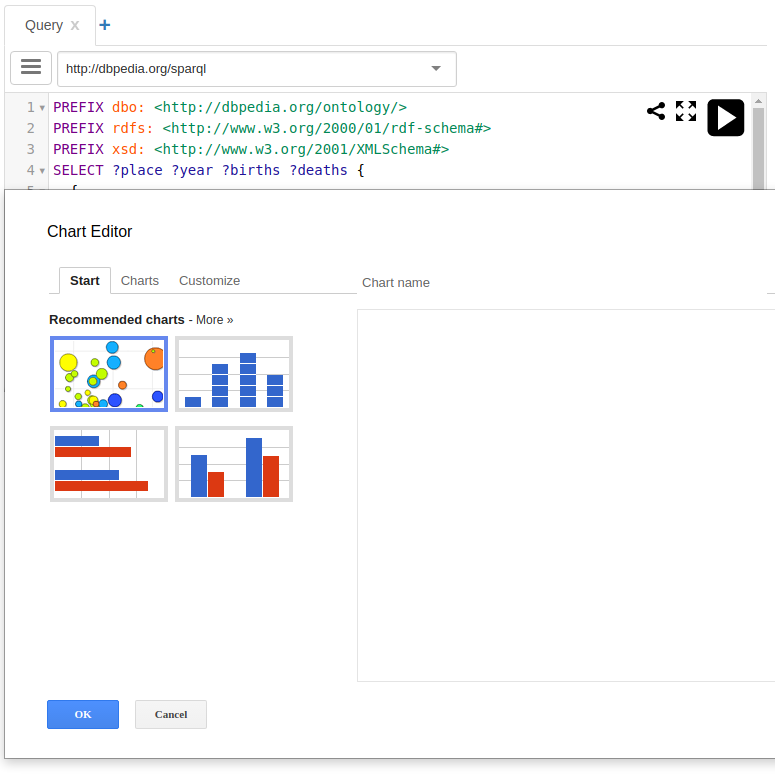 Query x +
http://dbpedia.org/sparql
1 PREFIX dbo: <http://dbpedia.org/ontology/>
2 PREFIX rdfs: <http://www.w3.org/2000/01/rdf-schema#>
3 PREFIX xsd: <http://www.w3.org/2001/XMLSchema#>
4 SELECT ?place ?year ?births ?deaths {
5 {
Chart Editor
Start Charts Customize
Chart name
Recommended charts - More »
OK Cancel